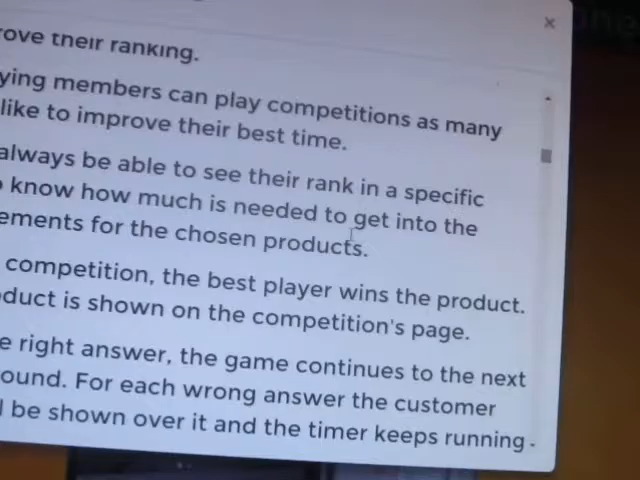 ove their ranking.
ying members can play competitions as many
like to improve their best time.
always be able to see their rank in a specific
know how much is needed to get into the
ements for the chosen products.
competition, the best player wins the product.
duct is shown on the competition's page.
e right answer, the game continues to the next
ound. For each wrong answer the customer
l be shown over it and the timer keeps running -